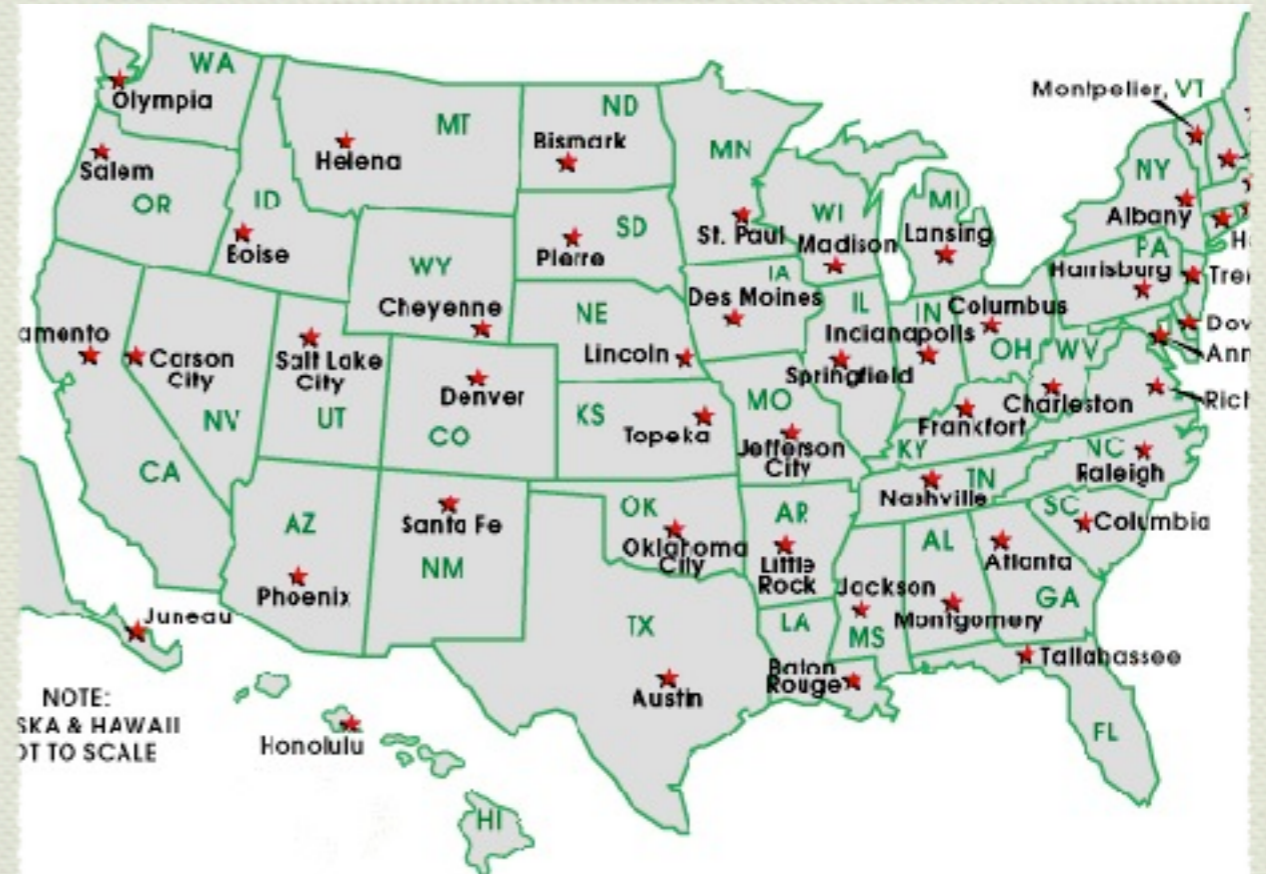 WA
Olympia
Montpelier, VT
ND
MT
Bismark
Helena
MN
Salem
NY
OR
ID
SD
WI
MI
Albany
St. Paul
Madison
Lansing
Boise
Pierre
WY
PA
Harrisburg
IA
Des Moines
Cheyenne
NE
IL
IN
Columbus
Indianapolis
Carson
City
Salt Lake
City
Lincoln
OH
WV
Springfield
Denver
MO
Charleston
NV
UT
CO
KS
Topeka
Frankfort
Jefferson
City
KY
NC
Raleigh
CA
TN
Nashville
AZ
Santa Fe
OK
AR
SC
Columbia
Oklahoma
City
AL
Atlanta
NM
Little
Rock
Phoenix
Jackson
GA
Montgomery
Juneau
TX
LA
MS
Tallahassee
Baton
Rouge
Austin
NOTE:
SKA & HAWAII
OT TO SCALE
Honolulu
FL
HI